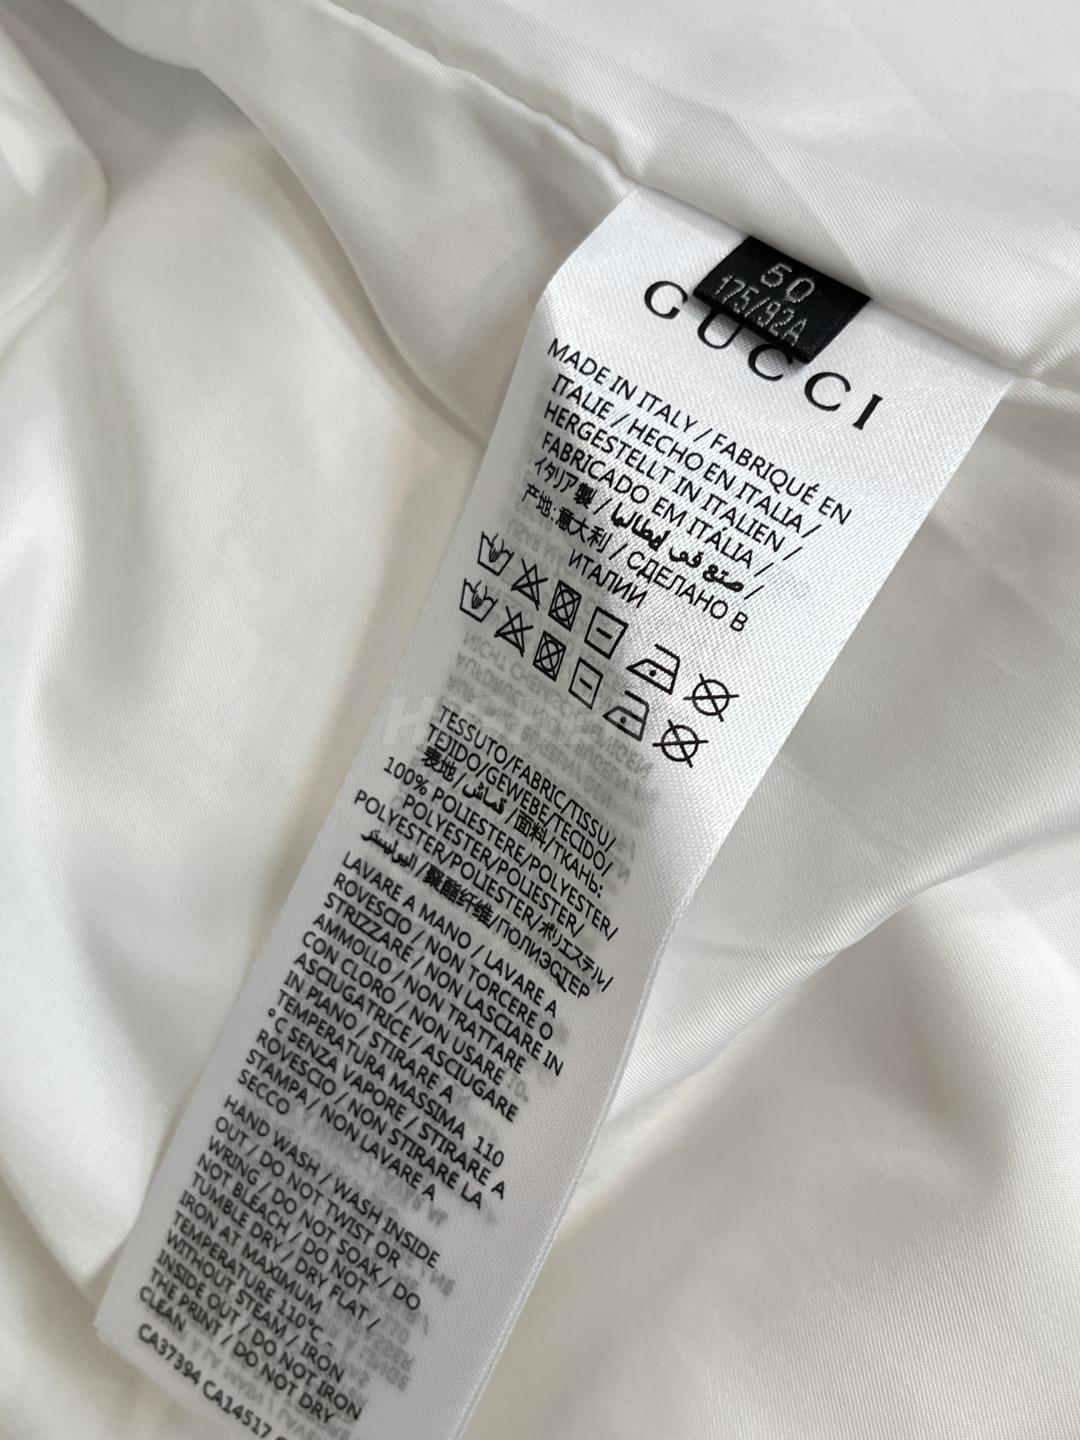 50
175/92A
GUCCI
MADE IN ITALY / FABRIQUÉ EN
ITALIE / HECHO EN ITALIA /
HERGESTELLT IN ITALIEN /
FABRICADO EM ITÁLIA /
イタリア製 / صنع في إيطاليا /
产地:意大利 / СДЕЛАНО В
ИТАЛИИ
TESSUTO/FABRIC/TISSU/
TEJIDO/GEWEBE/TECIDO/
表地/قماش/面料/ТКАНЬ:
100% POLIESTERE/POLYESTER/
POLYESTER/POLIESTER/
POLYESTER/POLIÉSTER/ポリエステル/
البوليستر/聚酯纤维/ПОЛИЭСТЕР
LAVARE A MANO / LAVARE A
ROVESCIO / NON TORCERE O
STRIZZARE / NON LASCIARE IN
AMMOLLO / NON TRATTARE
CON CLORO / NON USARE
ASCIUGATRICE / ASCIUGARE
IN PIANO / STIRARE A
TEMPERATURA MASSIMA 110
°C SENZA VAPORE / STIRARE A
ROVESCIO / NON STIRARE LA
STAMPA / NON LAVARE A
SECCO
HAND WASH / WASH INSIDE
OUT / DO NOT TWIST OR
WRING / DO NOT SOAK / DO
NOT BLEACH / DO NOT
TUMBLE DRY / DRY FLAT /
IRON AT MAXIMUM
TEMPERATURE 110°C
WITHOUT STEAM / IRON
INSIDE OUT / DO NOT IRON
THE PRINT / DO NOT DRY
CLEAN
CA37394 CA14517